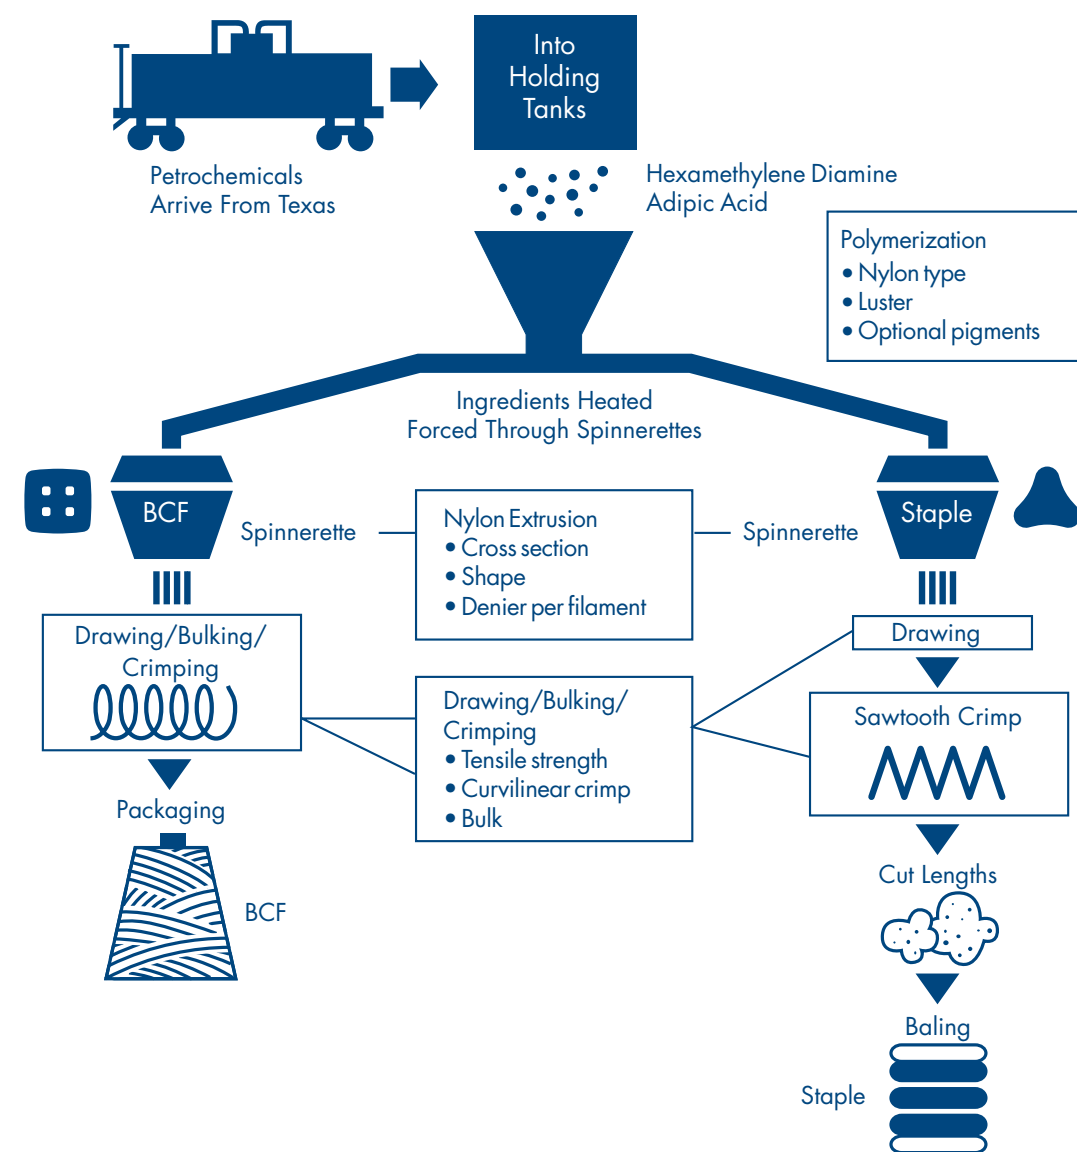 Into
Holding
Tanks
Petrochemicals
Arrive From Texas
Hexamethylene Diamine
Adipic Acid
Polymerization
• Nylon type
• Luster
• Optional pigments
Ingredients Heated
Forced Through Spinnerettes
BCF
Spinnerette
Nylon Extrusion
• Cross section
• Shape
• Denier per filament
Spinnerette
Staple
Drawing/Bulking/
Crimping
Drawing/Bulking/
Crimping
• Tensile strength
• Curvilinear crimp
• Bulk
Drawing
Sawtooth Crimp
Packaging
BCF
Cut Lengths
Baling
Staple